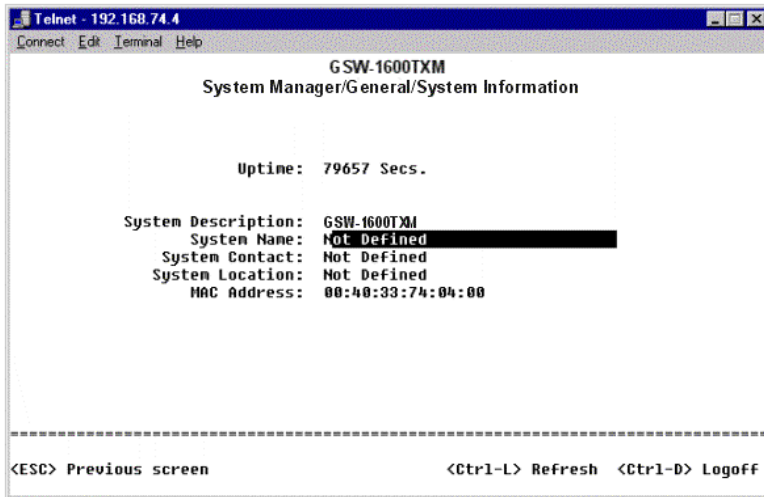 Telnet - 192.168.74.4
Connect Edit Terminal Help
GSW-1600TXM
System Manager/General/System Information
Uptime: 79657 Secs.
System Description: GSW-1600TXM
System Name: Not Defined
System Contact: Not Defined
System Location: Not Defined
MAC Address: 00:40:33:74:04:00
<ESC> Previous screen <Ctrl-L> Refresh <Ctrl-D> Logoff